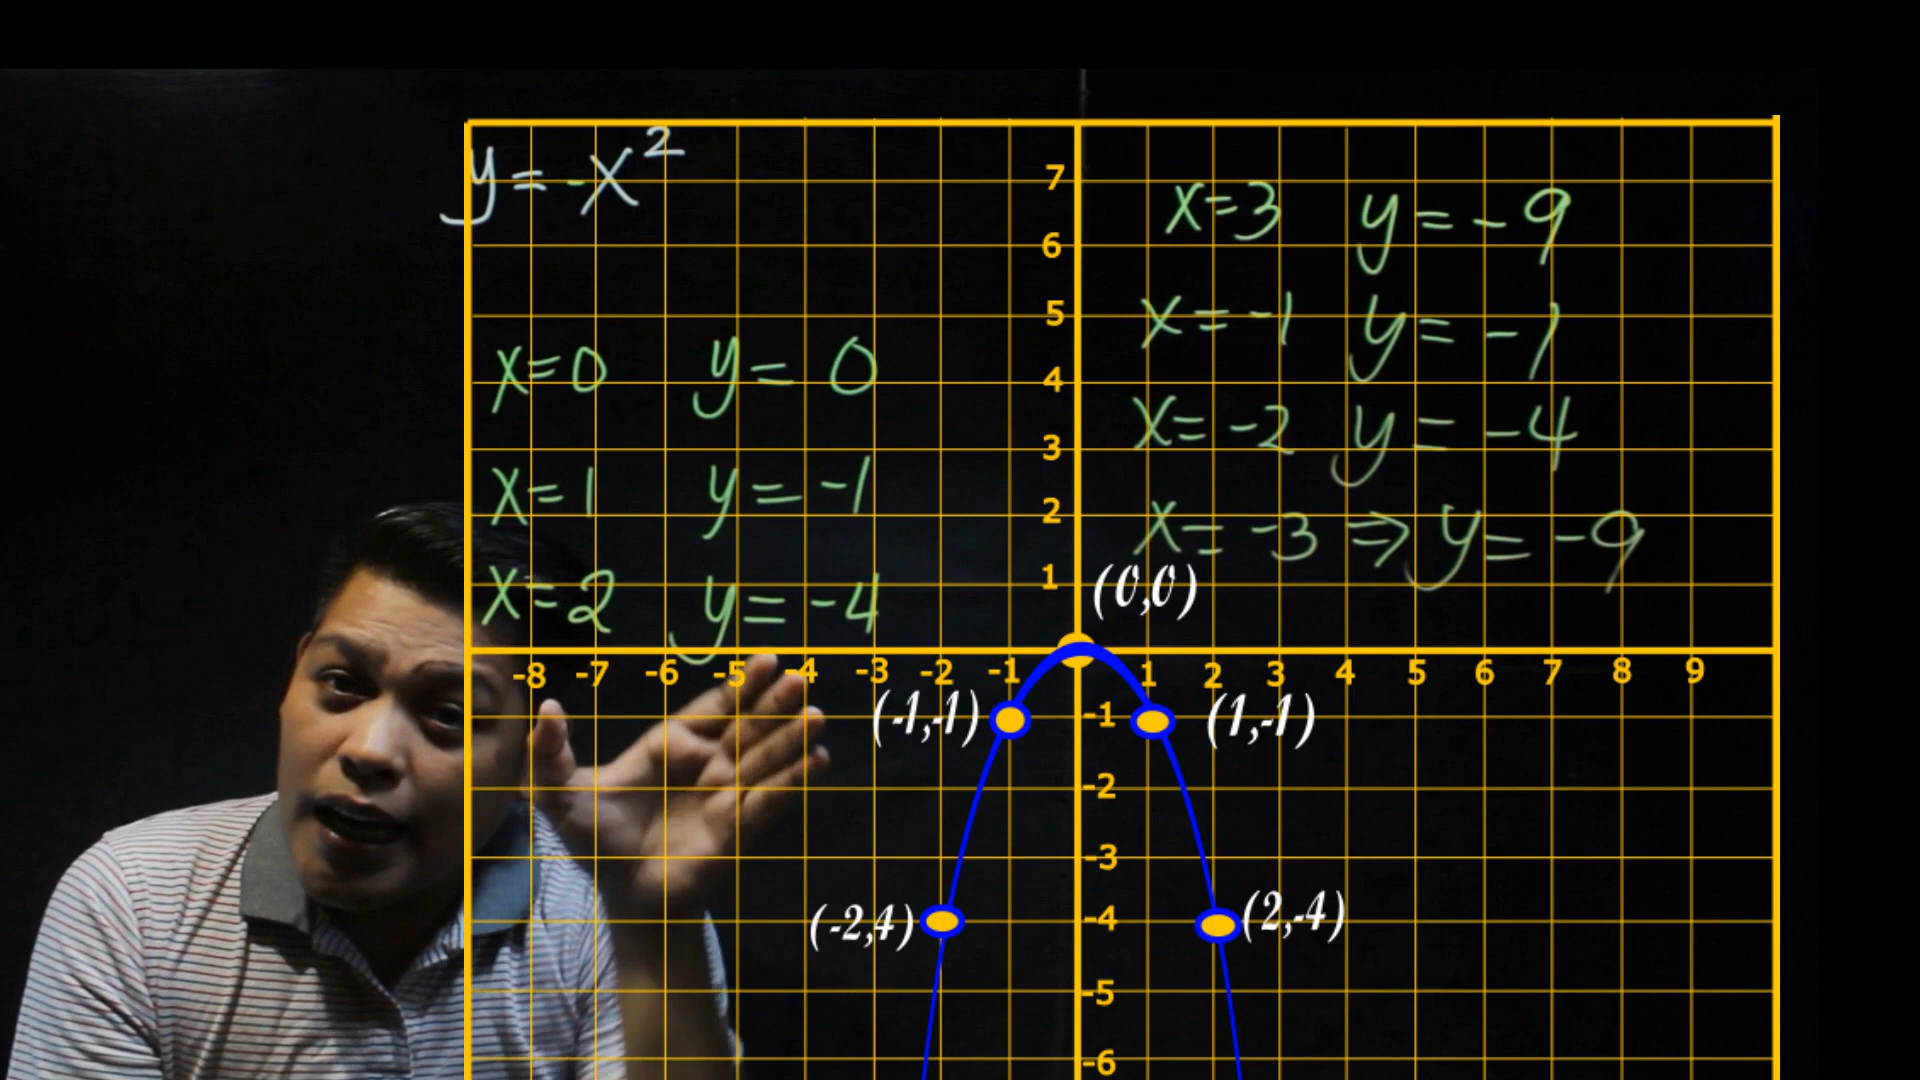 y = -x²
x=0 y= 0
x=1 y= -1
x=2 y= -4
x=3 y= -9
x= -1 y= -1
x= -2 y= -4
x= -3 ⇒ y= -9
7
6
5
4
3
2
1
(0,0)
-8 -7 -6 -5 -4 -3 -2 -1 1 2 3 4 5 6 7 8 9
(-1,-1) -1 (1,-1)
-2
-3
(-2,4) -4 (2,-4)
-5
-6